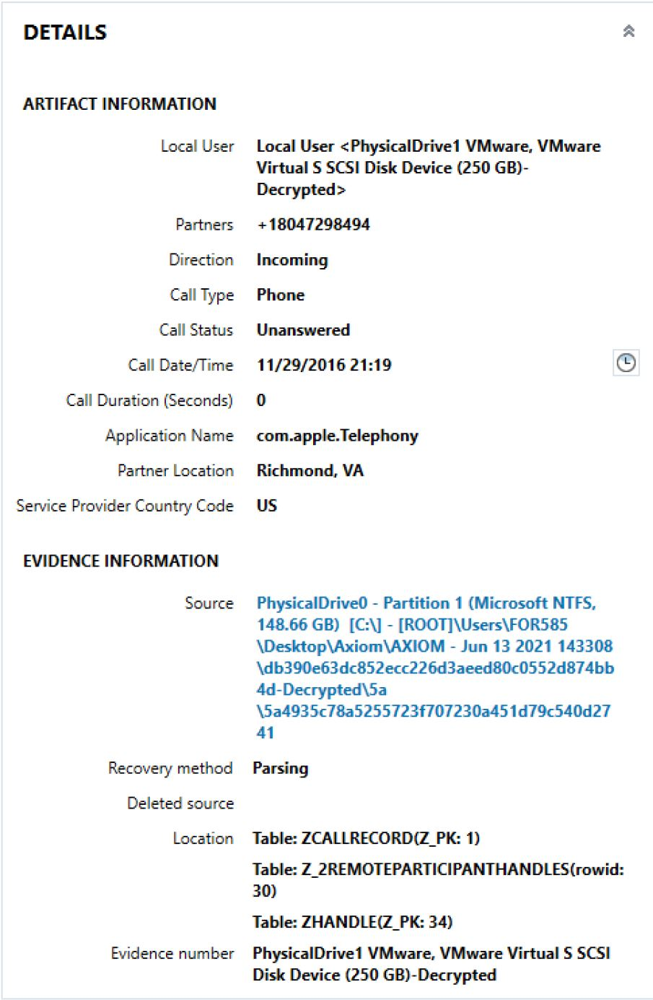 DETAILS
ARTIFACT INFORMATION
Local User Local User <PhysicalDrive1 VMware, VMware
Virtual S SCSI Disk Device (250 GB)-
Decrypted>
Partners +18047298494
Direction Incoming
Call Type Phone
Call Status Unanswered
Call Date/Time 11/29/2016 21:19
Call Duration (Seconds) 0
Application Name com.apple.Telephony
Partner Location Richmond, VA
Service Provider Country Code US
EVIDENCE INFORMATION
Source PhysicalDrive0 - Partition 1 (Microsoft NTFS,
148.66 GB) [C:\] - [ROOT]\Users\FOR585
\Desktop\Axiom\AXIOM - Jun 13 2021 143308
\db390e63dc852ecc226d3aeed80c0552d874bb
4d-Decrypted\5a
\5a4935c78a5255723f707230a451d79c540d27
41
Recovery method Parsing
Deleted source
Location Table: ZCALLRECORD(Z_PK: 1)
Table: Z_2REMOTEPARTICIPANTHANDLES(rowid:
30)
Table: ZHANDLE(Z_PK: 34)
Evidence number PhysicalDrive1 VMware, VMware Virtual S SCSI
Disk Device (250 GB)-Decrypted